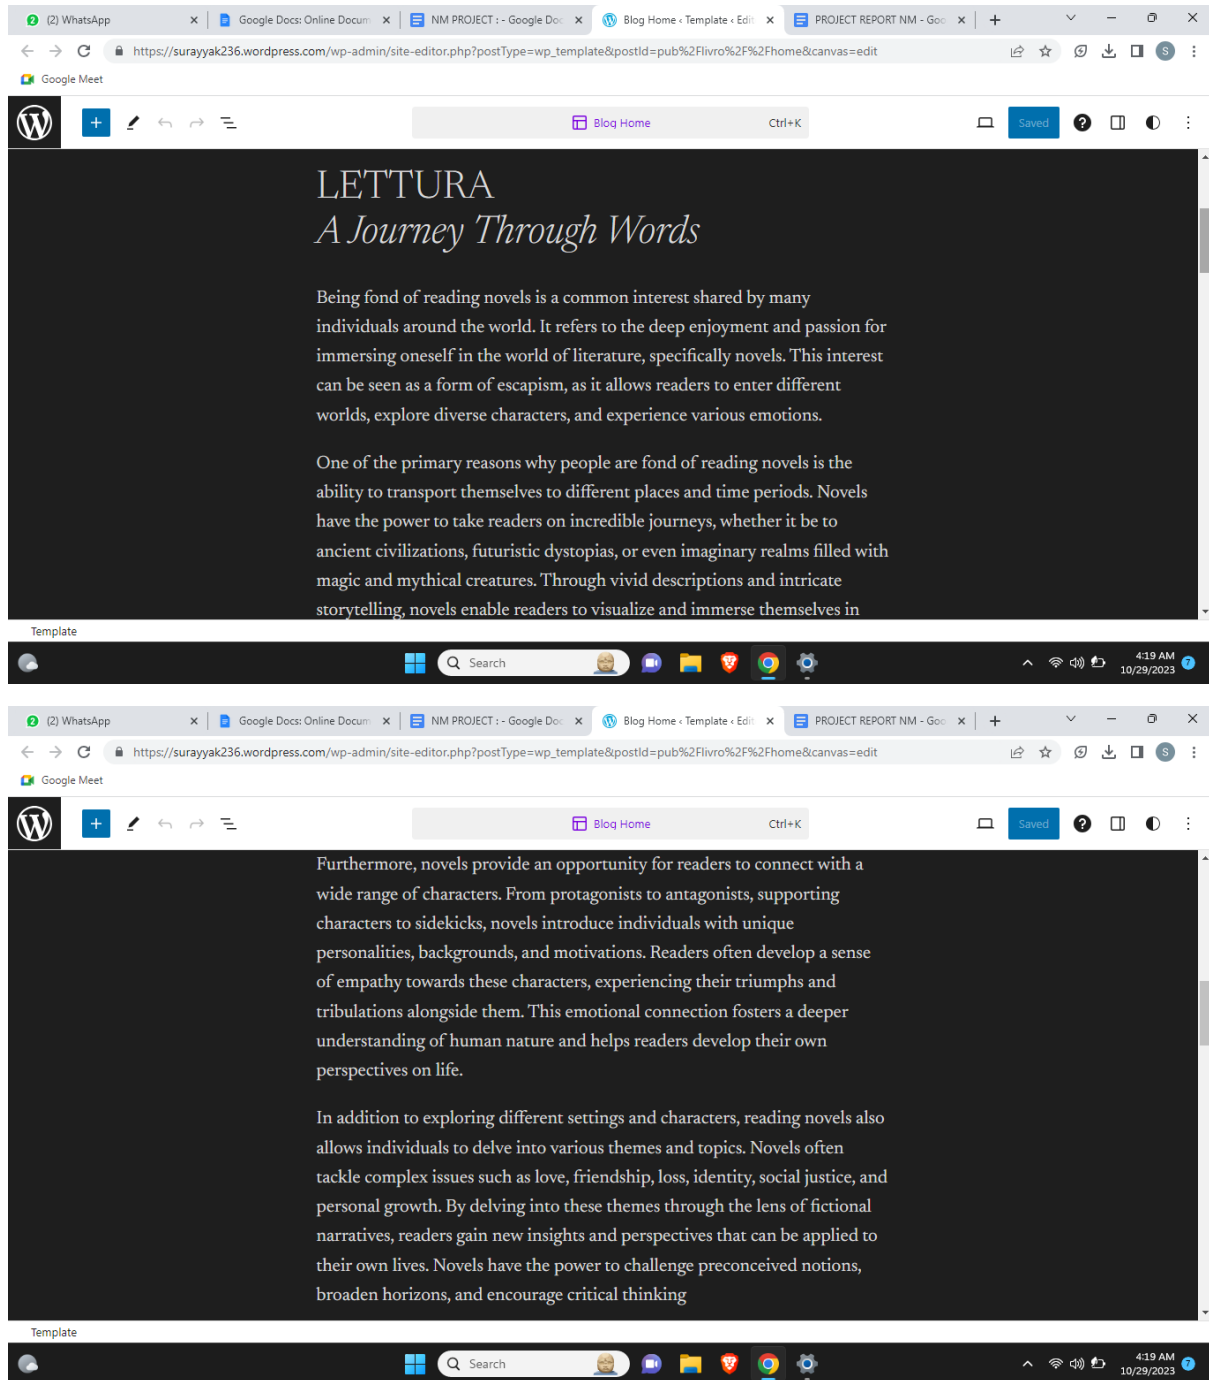 (2) WhatsApp
Google Docs: Online Docum
NM PROJECT : - Google Doc
Blog Home ‹ Template ‹ Edit
PROJECT REPORT NM - Goo
https://surayyak236.wordpress.com/wp-admin/site-editor.php?postType=wp_template&postId=pub%2Flivro%2F%2Fhome&canvas=edit
S
Google Meet
Blog Home
Ctrl+K
Saved
LETTURA
A Journey Through Words
Being fond of reading novels is a common interest shared by many
individuals around the world. It refers to the deep enjoyment and passion for
immersing oneself in the world of literature, specifically novels. This interest
can be seen as a form of escapism, as it allows readers to enter different
worlds, explore diverse characters, and experience various emotions.
One of the primary reasons why people are fond of reading novels is the
ability to transport themselves to different places and time periods. Novels
have the power to take readers on incredible journeys, whether it be to
ancient civilizations, futuristic dystopias, or even imaginary realms filled with
magic and mythical creatures. Through vivid descriptions and intricate
storytelling, novels enable readers to visualize and immerse themselves in
Template
Search
4:19 AM
10/29/2023
7
(2) WhatsApp
Google Docs: Online Docum
NM PROJECT : - Google Doc
Blog Home ‹ Template ‹ Edit
PROJECT REPORT NM - Goo
https://surayyak236.wordpress.com/wp-admin/site-editor.php?postType=wp_template&postId=pub%2Flivro%2F%2Fhome&canvas=edit
S
Google Meet
Blog Home
Ctrl+K
Saved
Furthermore, novels provide an opportunity for readers to connect with a
wide range of characters. From protagonists to antagonists, supporting
characters to sidekicks, novels introduce individuals with unique
personalities, backgrounds, and motivations. Readers often develop a sense
of empathy towards these characters, experiencing their triumphs and
tribulations alongside them. This emotional connection fosters a deeper
understanding of human nature and helps readers develop their own
perspectives on life.
In addition to exploring different settings and characters, reading novels also
allows individuals to delve into various themes and topics. Novels often
tackle complex issues such as love, friendship, loss, identity, social justice, and
personal growth. By delving into these themes through the lens of fictional
narratives, readers gain new insights and perspectives that can be applied to
their own lives. Novels have the power to challenge preconceived notions,
broaden horizons, and encourage critical thinking
Template
Search
4:19 AM
10/29/2023
7